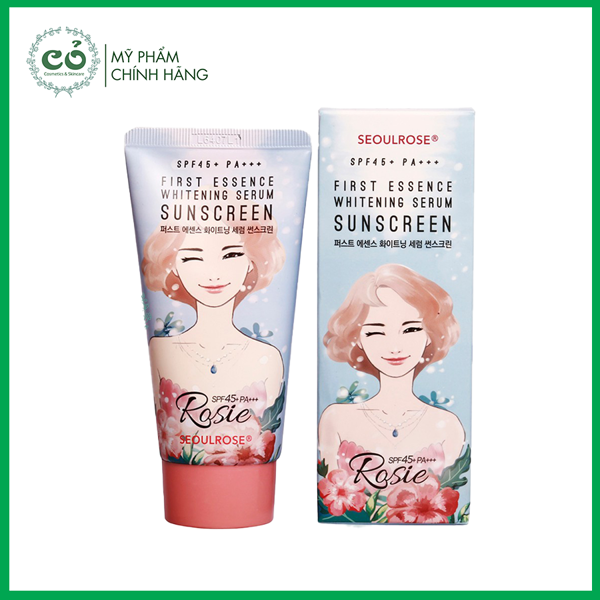 CỎ
Cosmetics & Skincare
MỸ PHẨM
CHÍNH HÃNG
SPF45+ PA+++
FIRST ESSENCE
WHITENING SERUM
SUNSCREEN
퍼스트 에센스 화이트닝 세럼 썬스크린
SPF45+PA+++
Rosie
SEOULROSE®
SEOULROSE®
SPF45+ PA+++
FIRST ESSENCE
WHITENING SERUM
SUNSCREEN
퍼스트 에센스 화이트닝 세럼 썬스크린
SPF45+PA+++
Rosie